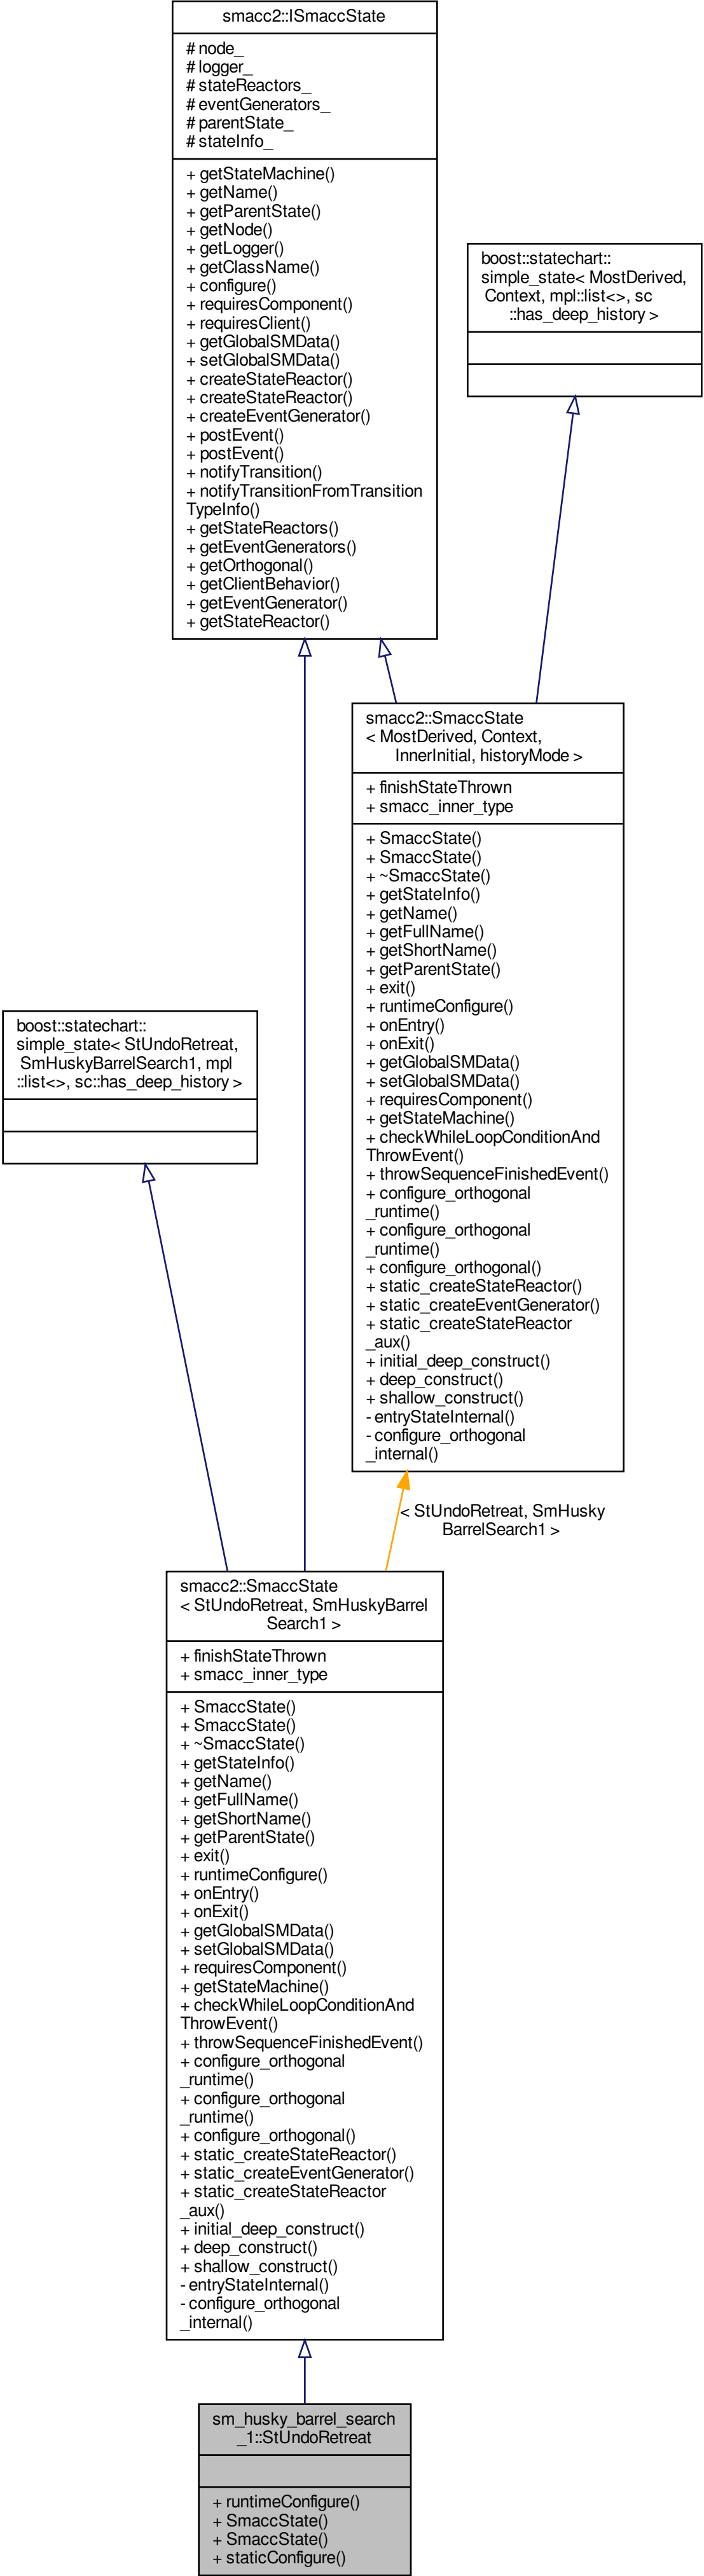 smacc2::ISmaccState
# node_
# logger_
# stateReactors_
# eventGenerators_
# parentState_
# stateInfo_
+ getStateMachine()
+ getName()
+ getParentState()
+ getNode()
+ getLogger()
+ getClassName()
+ configure()
+ requiresComponent()
+ requiresClient()
+ getGlobalSMData()
+ setGlobalSMData()
+ createStateReactor()
+ createStateReactor()
+ createEventGenerator()
+ postEvent()
+ postEvent()
+ notifyTransition()
+ notifyTransitionFromTransition
TypeInfo()
+ getStateReactors()
+ getEventGenerators()
+ getOrthogonal()
+ getClientBehavior()
+ getEventGenerator()
+ getStateReactor()
boost::statechart::
simple_state< MostDerived,
Context, mpl::list<>, sc
::has_deep_history >
smacc2::SmaccState
< MostDerived, Context,
InnerInitial, historyMode >
+ finishStateThrown
+ smacc_inner_type
+ SmaccState()
+ SmaccState()
+ ~SmaccState()
+ getStateInfo()
+ getName()
+ getFullName()
+ getShortName()
+ getParentState()
+ exit()
+ runtimeConfigure()
+ onEntry()
+ onExit()
+ getGlobalSMData()
+ setGlobalSMData()
+ requiresComponent()
+ getStateMachine()
+ checkWhileLoopConditionAnd
ThrowEvent()
+ throwSequenceFinishedEvent()
+ configure_orthogonal
_runtime()
+ configure_orthogonal
_runtime()
+ configure_orthogonal()
+ static_createStateReactor()
+ static_createEventGenerator()
+ static_createStateReactor
_aux()
+ initial_deep_construct()
+ deep_construct()
+ shallow_construct()
- entryStateInternal()
- configure_orthogonal
_internal()
boost::statechart::
simple_state< StUndoRetreat,
SmHuskyBarrelSearch1, mpl
::list<>, sc::has_deep_history >
< StUndoRetreat, SmHusky
BarrelSearch1 >
smacc2::SmaccState
< StUndoRetreat, SmHuskyBarrel
Search1 >
+ finishStateThrown
+ smacc_inner_type
+ SmaccState()
+ SmaccState()
+ ~SmaccState()
+ getStateInfo()
+ getName()
+ getFullName()
+ getShortName()
+ getParentState()
+ exit()
+ runtimeConfigure()
+ onEntry()
+ onExit()
+ getGlobalSMData()
+ setGlobalSMData()
+ requiresComponent()
+ getStateMachine()
+ checkWhileLoopConditionAnd
ThrowEvent()
+ throwSequenceFinishedEvent()
+ configure_orthogonal
_runtime()
+ configure_orthogonal
_runtime()
+ configure_orthogonal()
+ static_createStateReactor()
+ static_createEventGenerator()
+ static_createStateReactor
_aux()
+ initial_deep_construct()
+ deep_construct()
+ shallow_construct()
- entryStateInternal()
- configure_orthogonal
_internal()
sm_husky_barrel_search
_1::StUndoRetreat
+ runtimeConfigure()
+ SmaccState()
+ SmaccState()
+ staticConfigure()